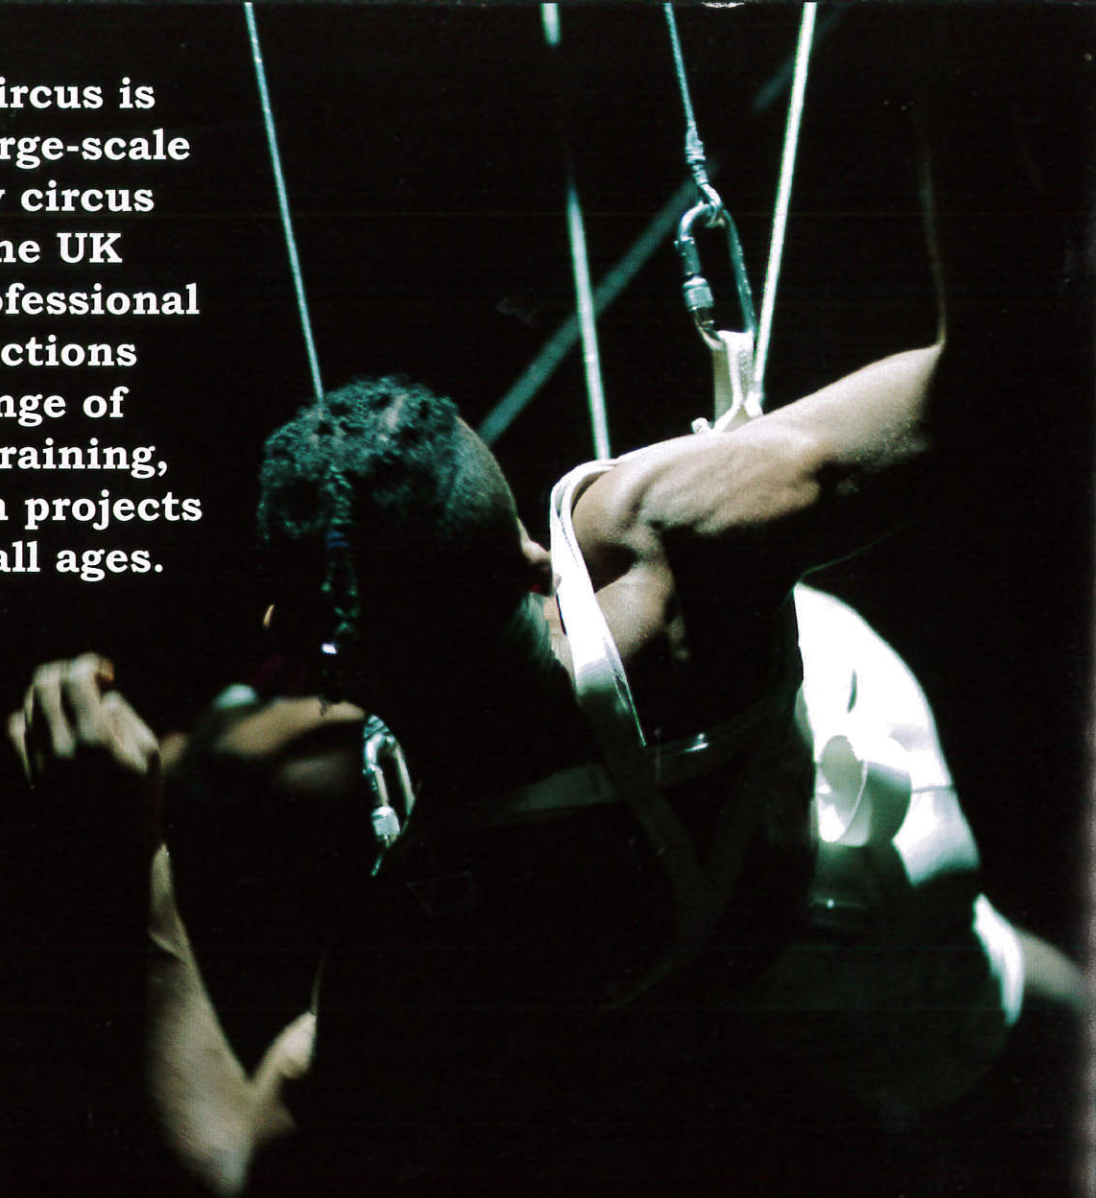 ircus is
rge-scale
circus
he UK
ofessional
ctions
nge of
raining,
projects
all ages.